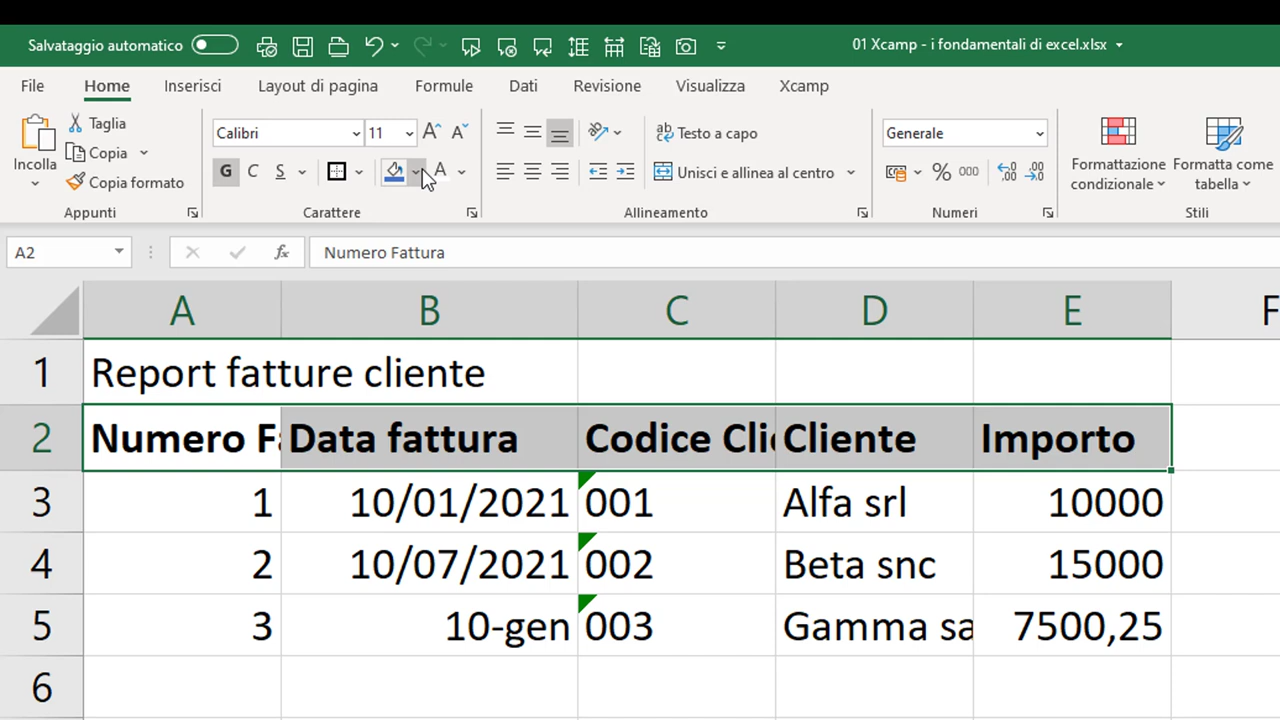 Salvataggio automatico
01 Xcamp - i fondamentali di excel.xlsx
File Home Inserisci Layout di pagina Formule Dati Revisione Visualizza Xcamp
Incolla
Taglia
Copia
Copia formato
Appunti
Calibri 11 A A
G C S A
Carattere
ab Testo a capo
Unisci e allinea al centro
Allineamento
Generale
% 000
Numeri
Formattazione condizionale
Formatta come tabella
Stili
A2 fx Numero Fattura
A B C D E F
1 Report fatture cliente
2 Numero Fa Data fattura Codice Clie Cliente Importo
3 1 10/01/2021 001 Alfa srl 10000
4 2 10/07/2021 002 Beta snc 15000
5 3 10-gen 003 Gamma sa 7500,25
6